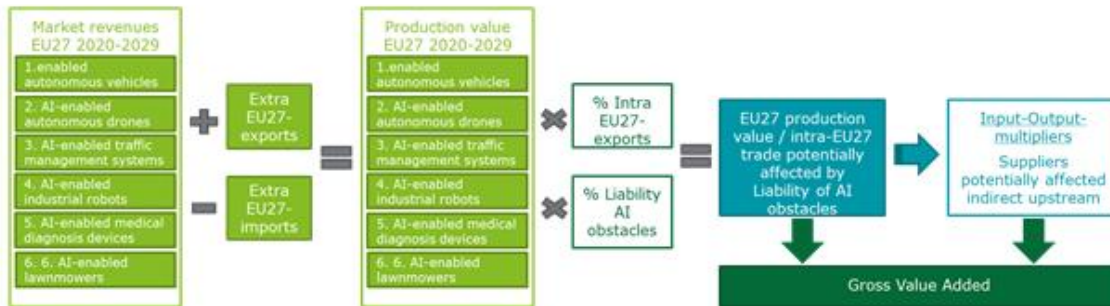 Market revenues
EU27 2020-2029
1.enabled
autonomous vehicles
2. AI-enabled
autonomous drones
3. AI-enabled traffic
management systems
4. AI-enabled
industrial robots
5. AI-enabled medical
diagnosis devices
6. 6. AI-enabled
lawnmowers
Extra
EU27-
exports
Extra
EU27-
imports
Production value
EU27 2020-2029
1.enabled
autonomous vehicles
2. AI-enabled
autonomous drones
3. AI-enabled traffic
management systems
4. AI-enabled
industrial robots
5. AI-enabled medical
diagnosis devices
6. 6. AI-enabled
lawnmowers
% Intra
EU27-
exports
% Liability
AI
obstacles
EU27 production
value / intra-EU27
trade potentially
affected by
Liability of AI
obstacles
Input-Output-
multipliers
Suppliers
potentially affected
indirect upstream
Gross Value Added